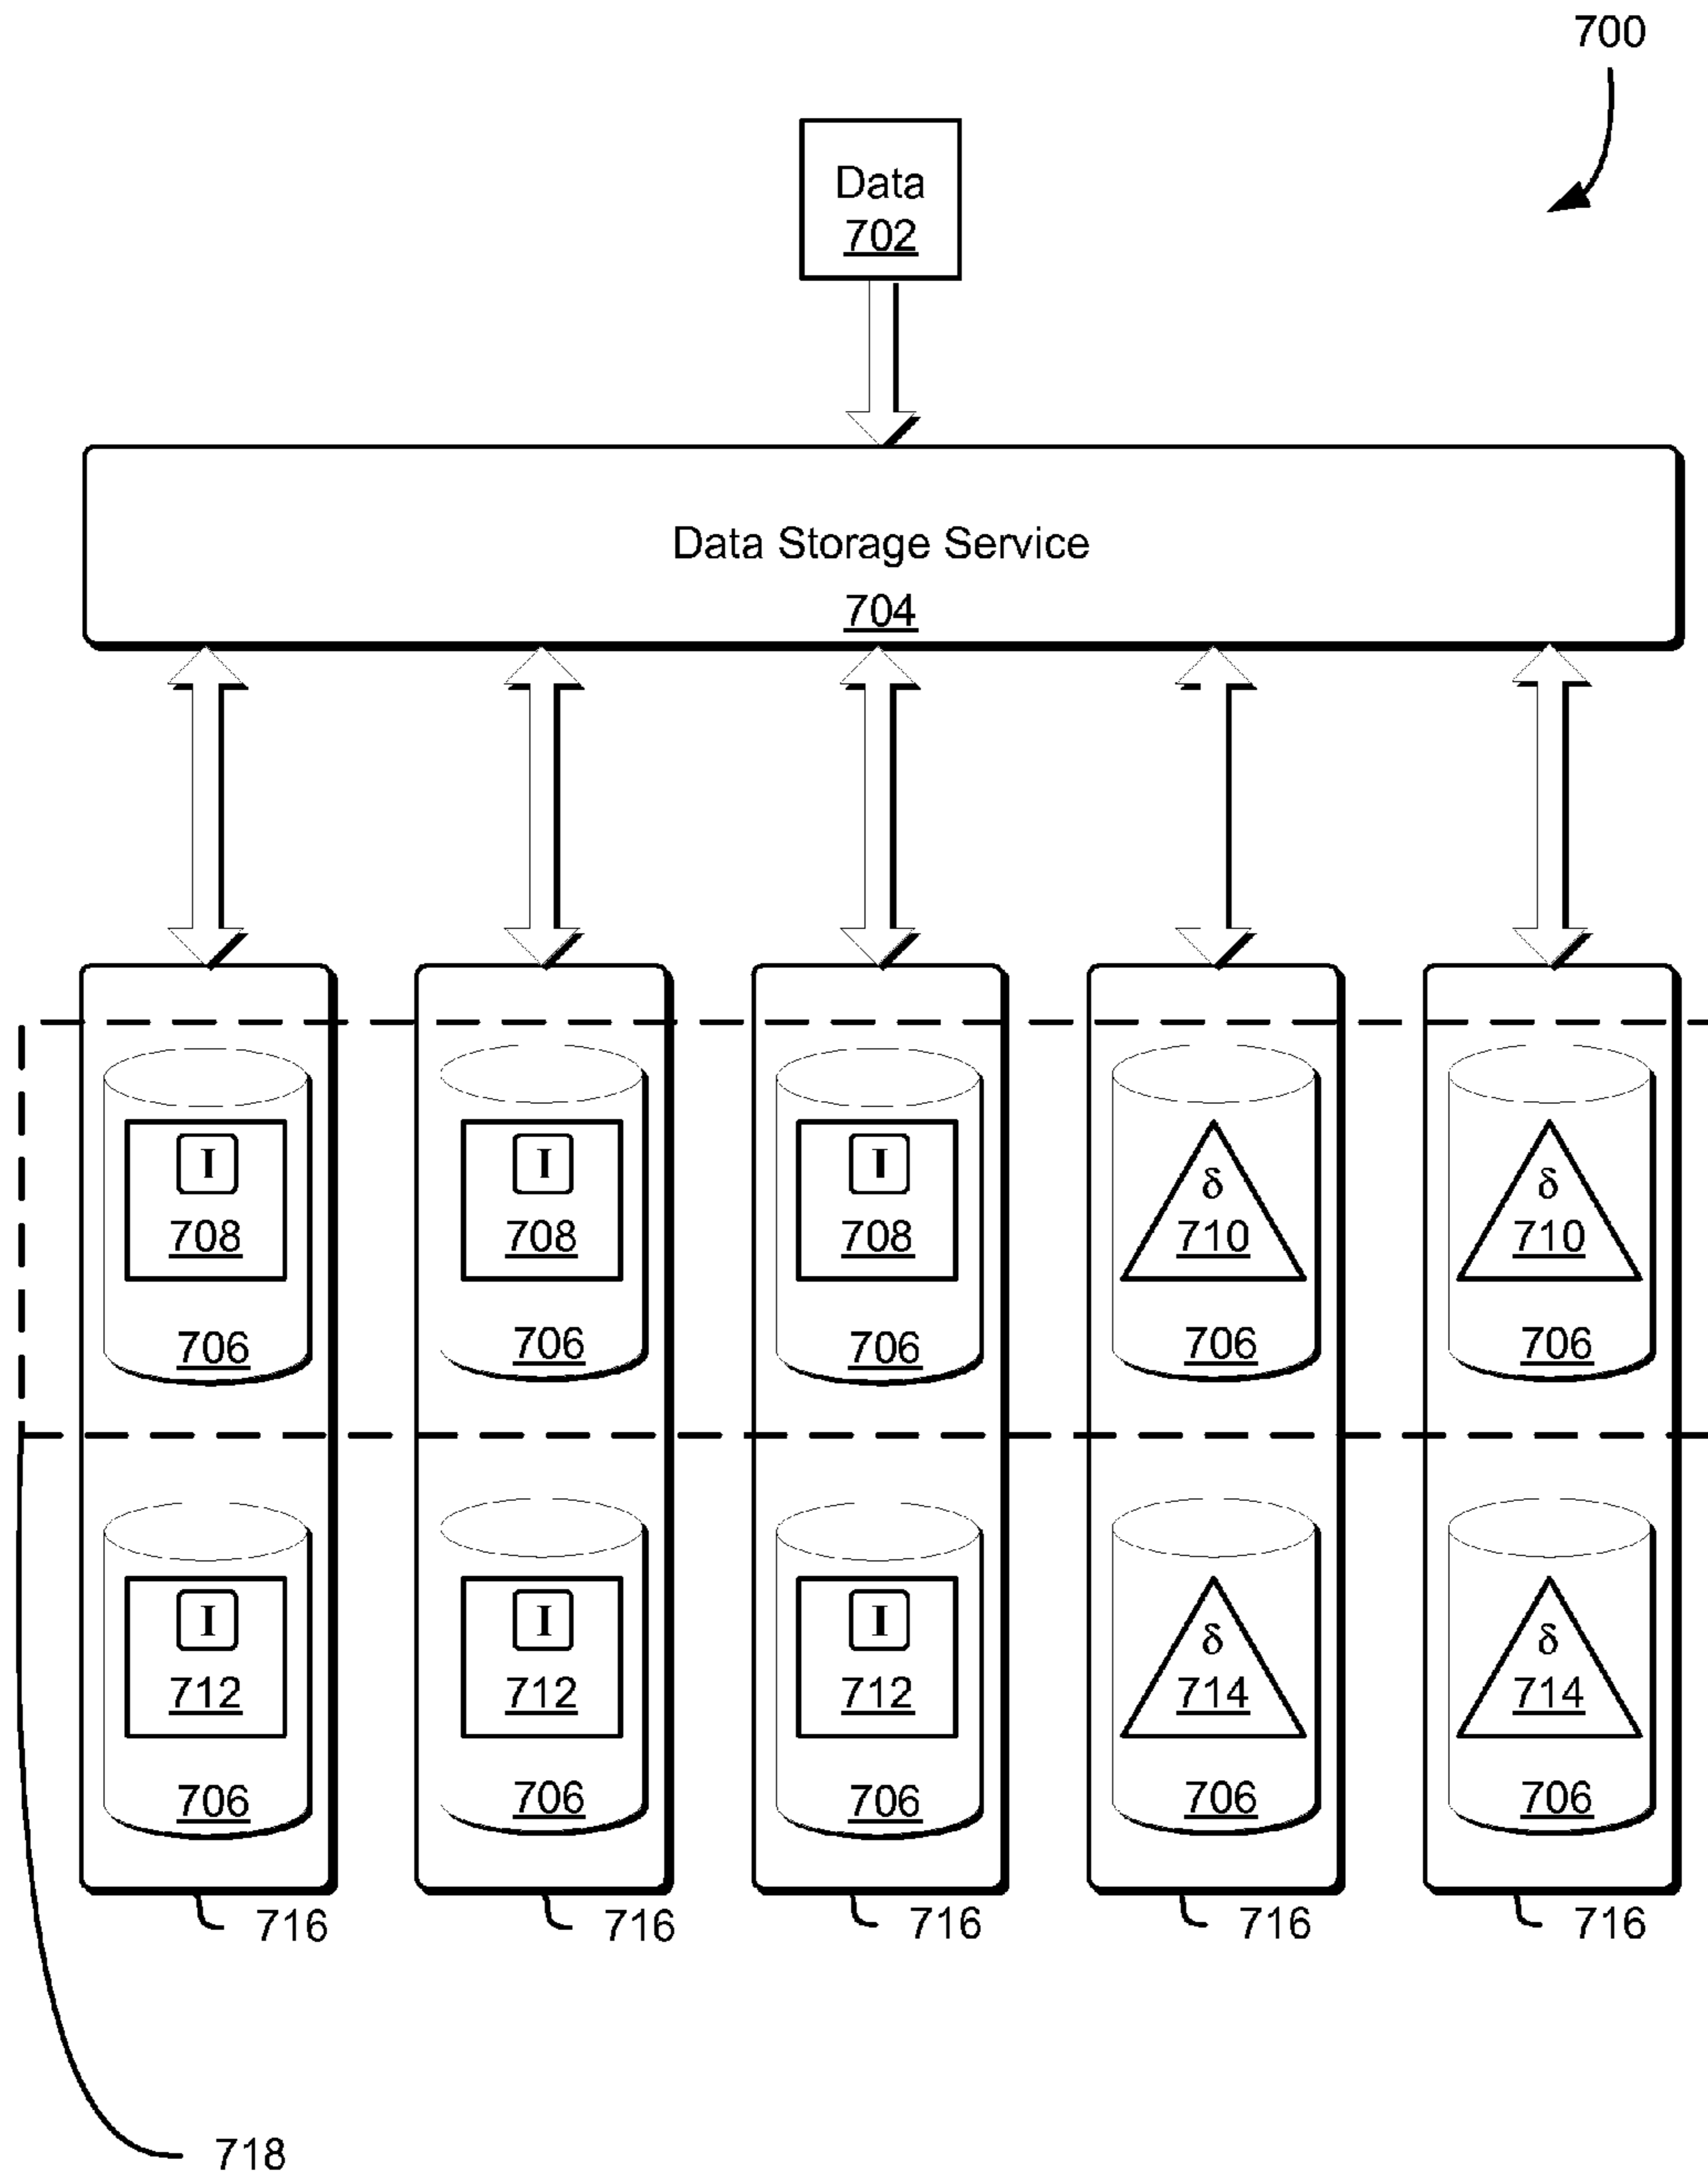 700
Data
702
Data Storage Service
704
I I I δ δ
708 708 708 710 710
706 706 706 706 706
I I I δ δ
712 712 712 714 714
706 706 706 706 706
716 716 716 716 716
718